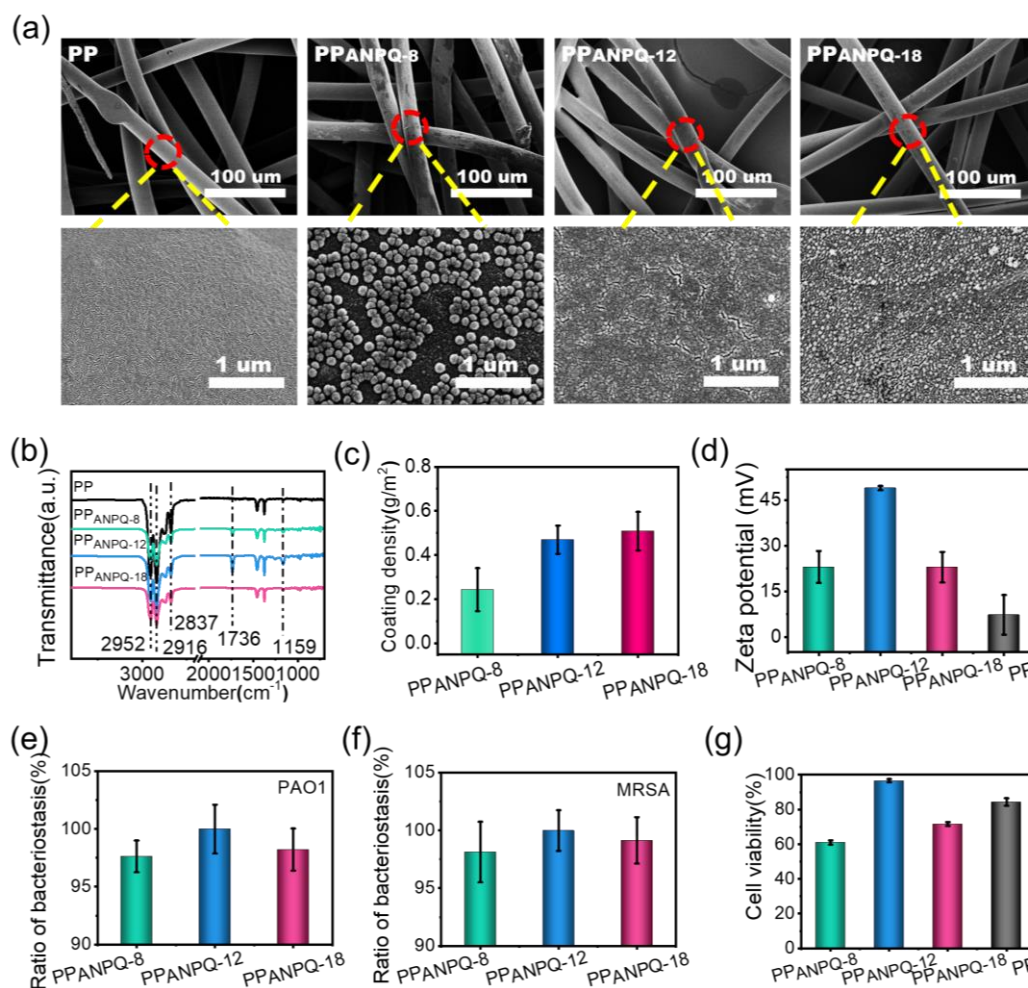 (a)
PP
PPANPQ-8
PPANPQ-12
PPANPQ-18
100 um
100 um
100 um
100 um
1 um
1 um
1 um
1 um
(b)
Transmittance(a.u.)
PP
PPANPQ-8
PPANPQ-12
PPANPQ-18
2952
2916
2837
1736
1159
3000
2000
1500
1000
Wavenumber(cm-1)
(c)
Coating density(g/m2)
0.8
0.6
0.4
0.2
0.0
PPANPQ-8
PPANPQ-12
PPANPQ-18
(d)
Zeta potential (mV)
45
30
15
0
PPANPQ-8
PPANPQ-12
PPANPQ-18
(e)
Ratio of bacteriostasis(%)
105
100
95
90
PAO1
PPANPQ-8
PPANPQ-12
PPANPQ-18
(f)
Ratio of bacteriostasis(%)
105
100
95
90
MRSA
PPANPQ-8
PPANPQ-12
PPANPQ-18
(g)
Cell viability(%)
100
80
60
40
20
0
PPANPQ-8
PPANPQ-12
PPANPQ-18